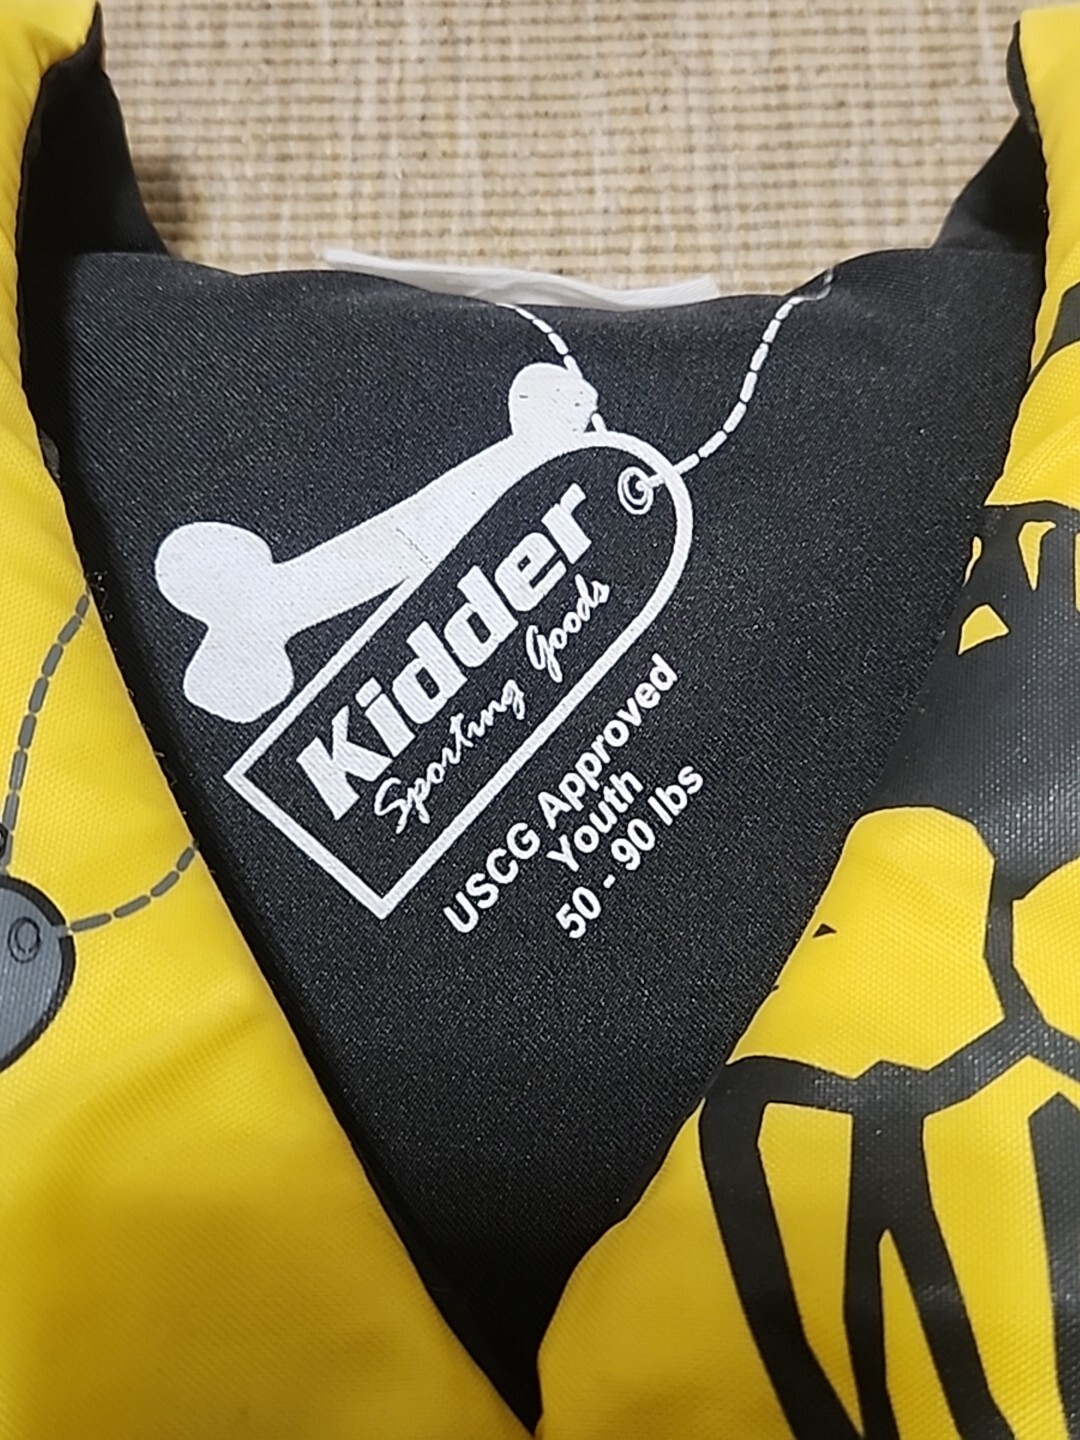 Kidder
Sporting Goods
USCG Approved
Youth
50 - 90 lbs